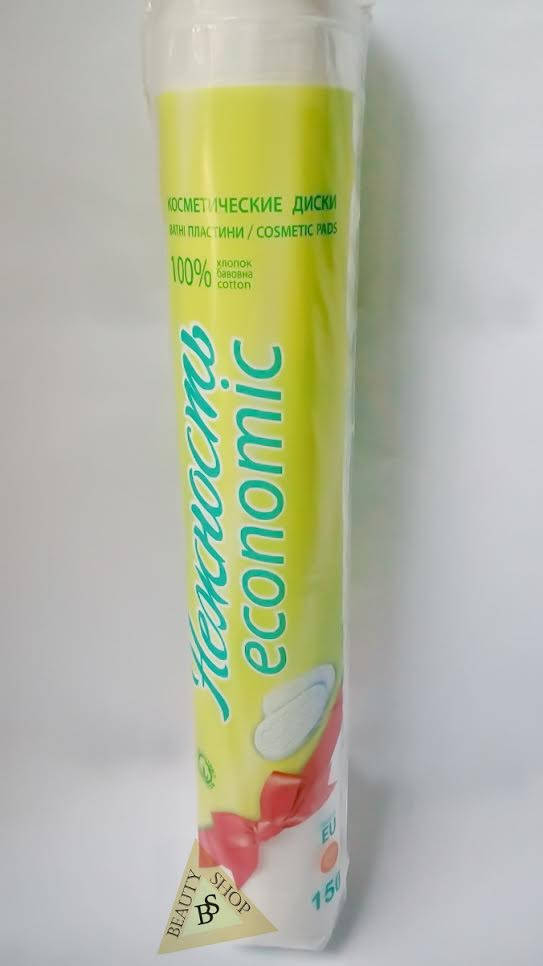 КОСМЕТИЧЕСКИЕ ДИСКИ
ВАТНІ ПЛАСТИНИ / COSMETIC PADS
100% хлопок
бавовна
cotton
Нежность
economic
EU
150
BEAUTY SHOP
BS